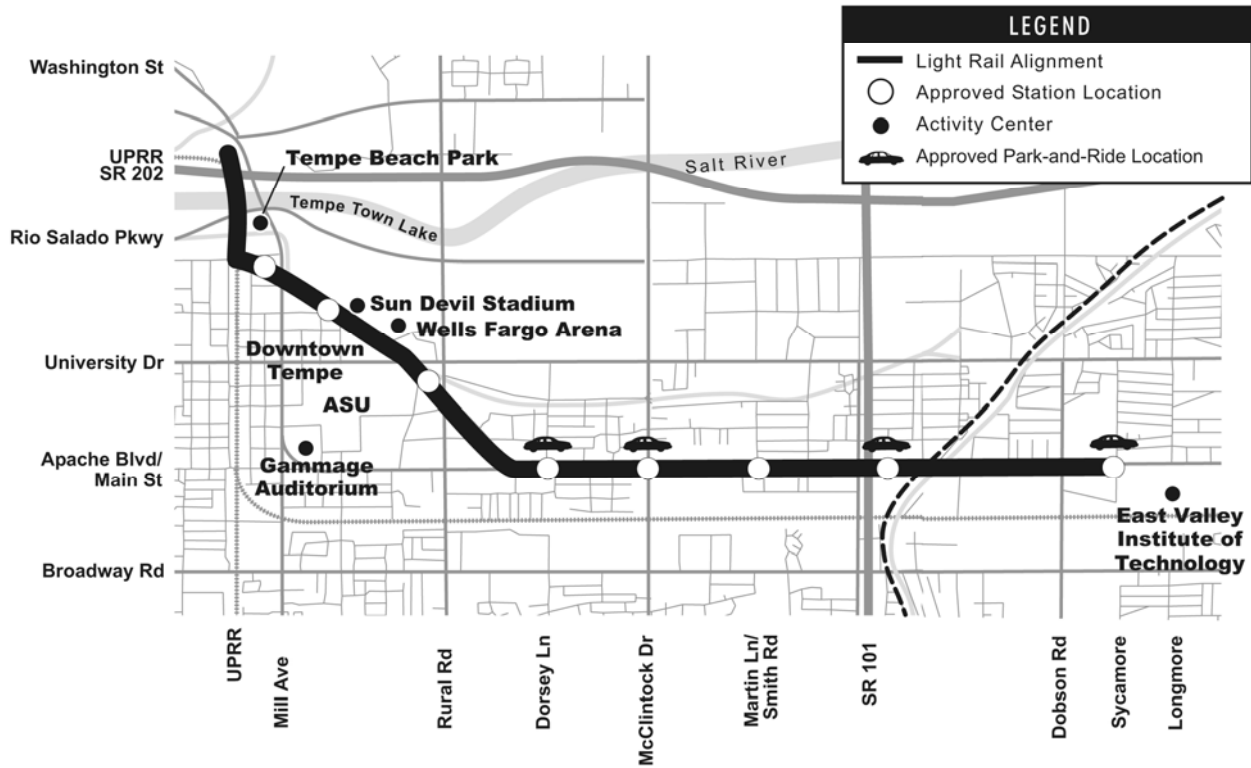 LEGEND
Light Rail Alignment
Approved Station Location
Activity Center
Approved Park-and-Ride Location
Washington St
UPRR
SR 202
Rio Salado Pkwy
University Dr
Apache Blvd/
Main St
Broadway Rd
Tempe Beach Park
Salt River
Tempe Town
Lake
Sun Devil Stadium
Wells Fargo Arena
Downtown
Tempe
ASU
Gammage
Auditorium
East Valley
Institute of
Technology
UPRR
Mill Ave
Rural Rd
Dorsey Ln
McClintock Dr
Martin Ln/
Smith Rd
SR 101
Dobson Rd
Sycamore
Longmore